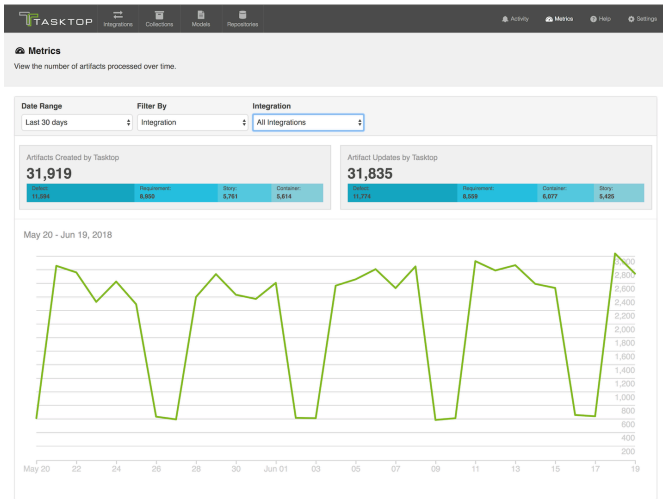 TASKTOP
Integrations
Collections
Models
Repositories
Activity
Metrics
Help
Settings
Metrics
View the number of artifacts processed over time.
Date Range
Filter By
Integration
Last 30 days
Integration
All Integrations
Artifacts Created by Tasktop
31,919
Defect:
Requirement:
Story:
Container:
8,952
5,761
5,614
Artifact Updates by Tasktop
31,835
Defect:
Requirement:
Container:
Story:
11,774
8,559
6,077
5,425
May 20 - Jun 19, 2018
3,000
2,800
2,600
2,400
2,200
2,000
1,800
1,600
1,400
1,200
1,000
800
600
400
200
May 20
22
24
26
28
30
Jun 01
03
05
07
09
11
13
15
17
19